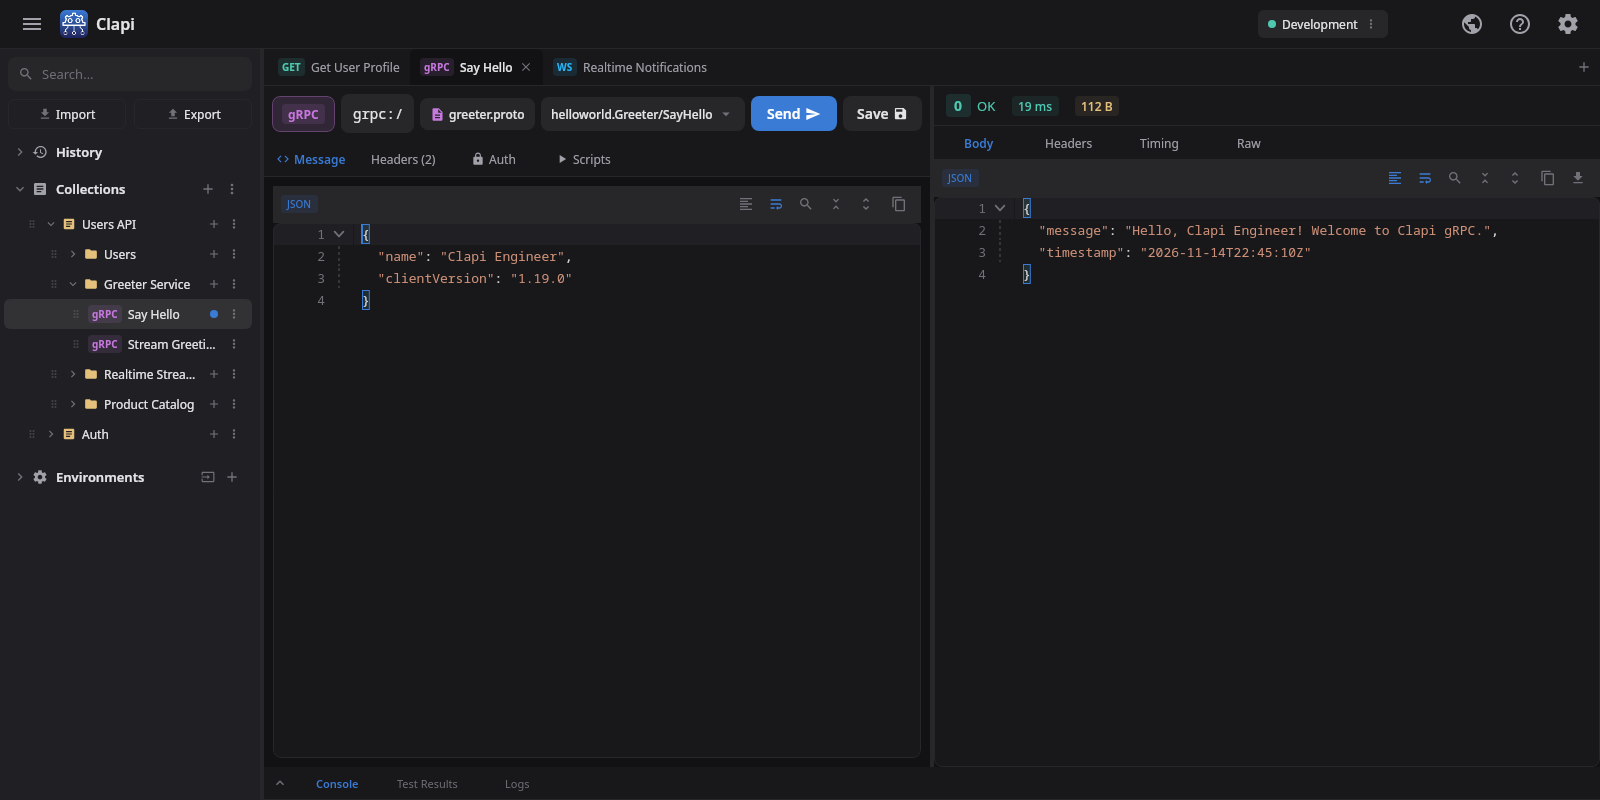 Clapi
Development
Search...
Import
Export
History
Collections
Users API
Users
Greeter Service
gRPC Say Hello
gRPC Stream Greeti...
Realtime Strea...
Product Catalog
Auth
Environments
GET Get User Profile
gRPC Say Hello
WS Realtime Notifications
gRPC
grpc:/
greeter.proto
helloworld.Greeter/SayHello
Send
Save
Message
Headers (2)
Auth
Scripts
JSON
1 {
2 "name": "Clapi Engineer",
3 "clientVersion": "1.19.0"
4 }
0 OK
19 ms
112 B
Body
Headers
Timing
Raw
JSON
1 {
2 "message": "Hello, Clapi Engineer! Welcome to Clapi gRPC.",
3 "timestamp": "2026-11-14T22:45:10Z"
4 }
Console
Test Results
Logs